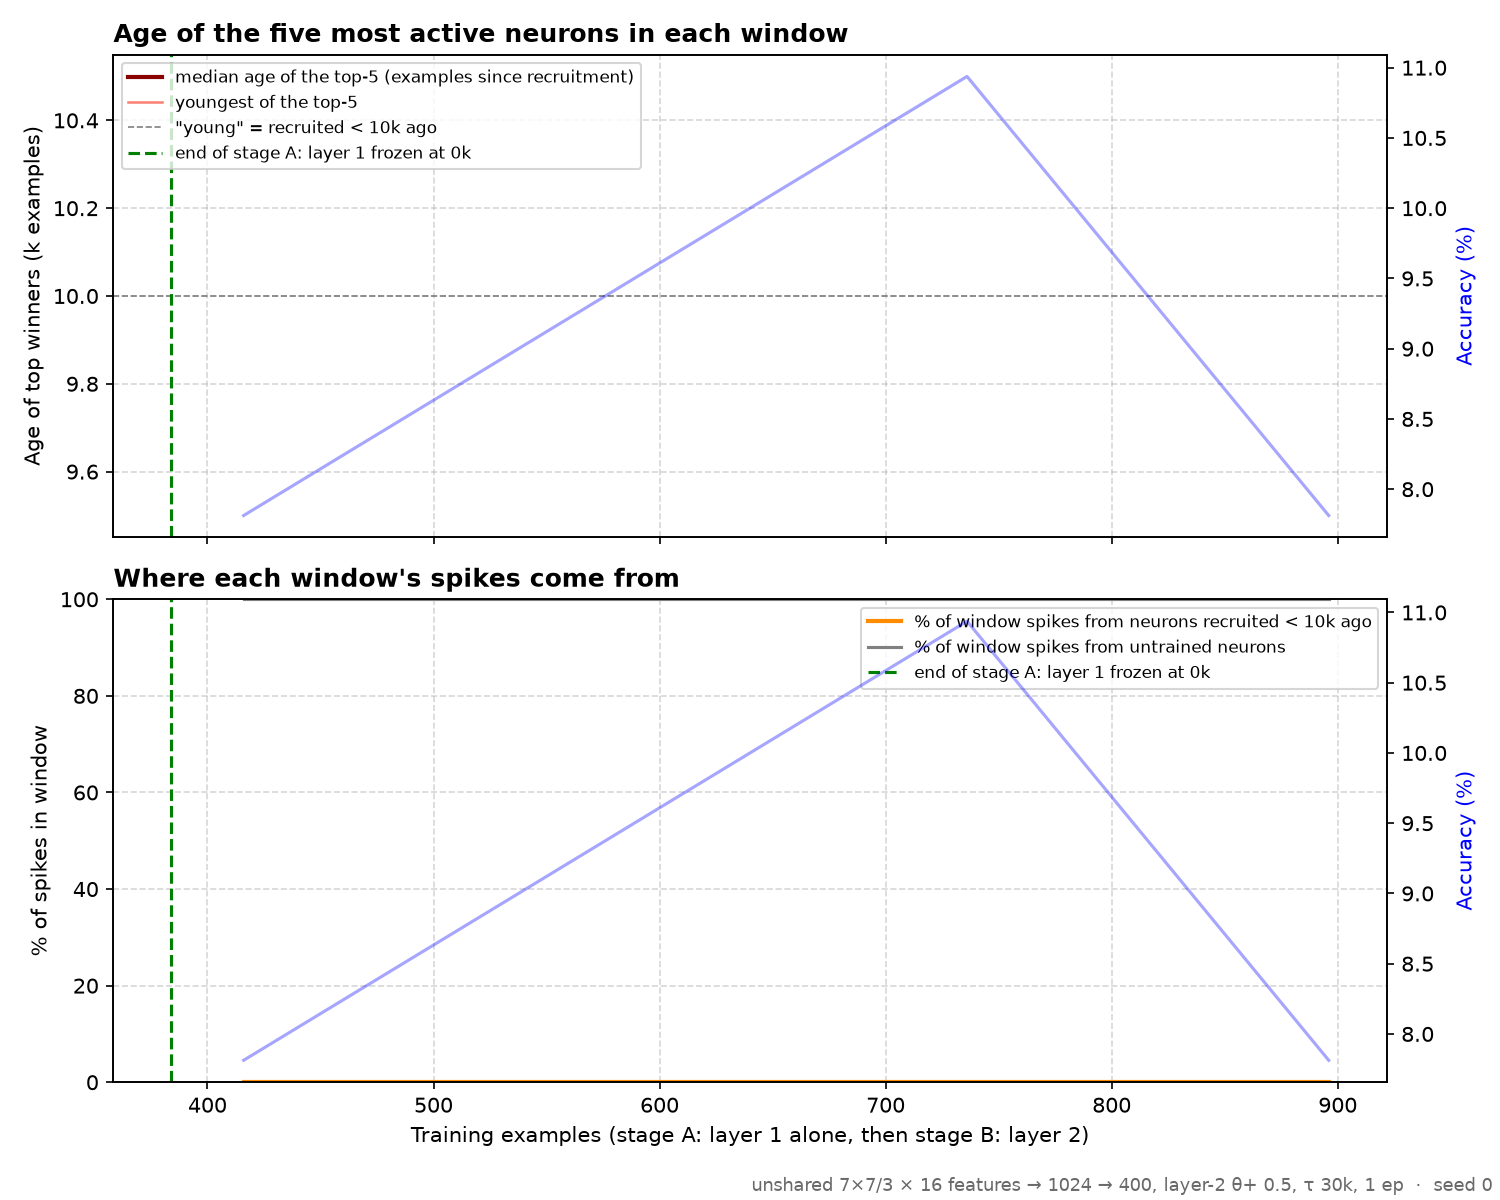 Age of the five most active neurons in each window
median age of the top-5 (examples since recruitment)
youngest of the top-5
"young" = recruited < 10k ago
end of stage A: layer 1 frozen at 0k
Age of top winners (k examples)
10.4
10.2
10.0
9.8
9.6
11.0
10.5
10.0
9.5
9.0
8.5
8.0
Accuracy (%)
Where each window's spikes come from
% of window spikes from neurons recruited < 10k ago
% of window spikes from untrained neurons
end of stage A: layer 1 frozen at 0k
% of spikes in window
100
80
60
40
20
0
11.0
10.5
10.0
9.5
9.0
8.5
8.0
Accuracy (%)
400 500 600 700 800 900
Training examples (stage A: layer 1 alone, then stage B: layer 2)
unshared 7×7/3 × 16 features → 1024 → 400, layer-2 θ+ 0.5, τ 30k, 1 ep · seed 0